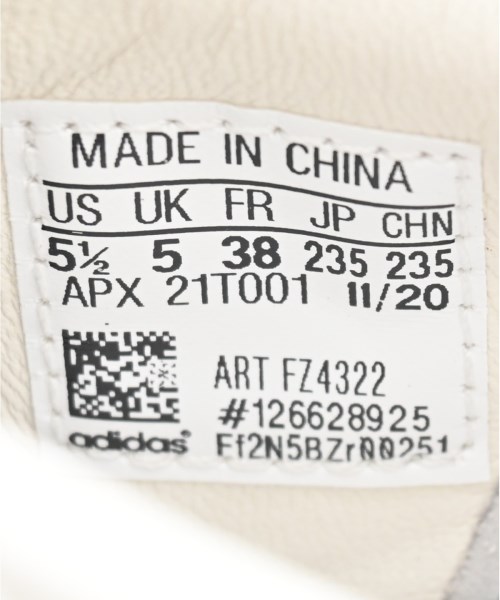 MADE IN CHINA
US UK FR JP CHN
5½ 5 38 235 235
APX 21T001 11/20
ART FZ4322
#126628925
adidas®
Ef2N5BZr00251